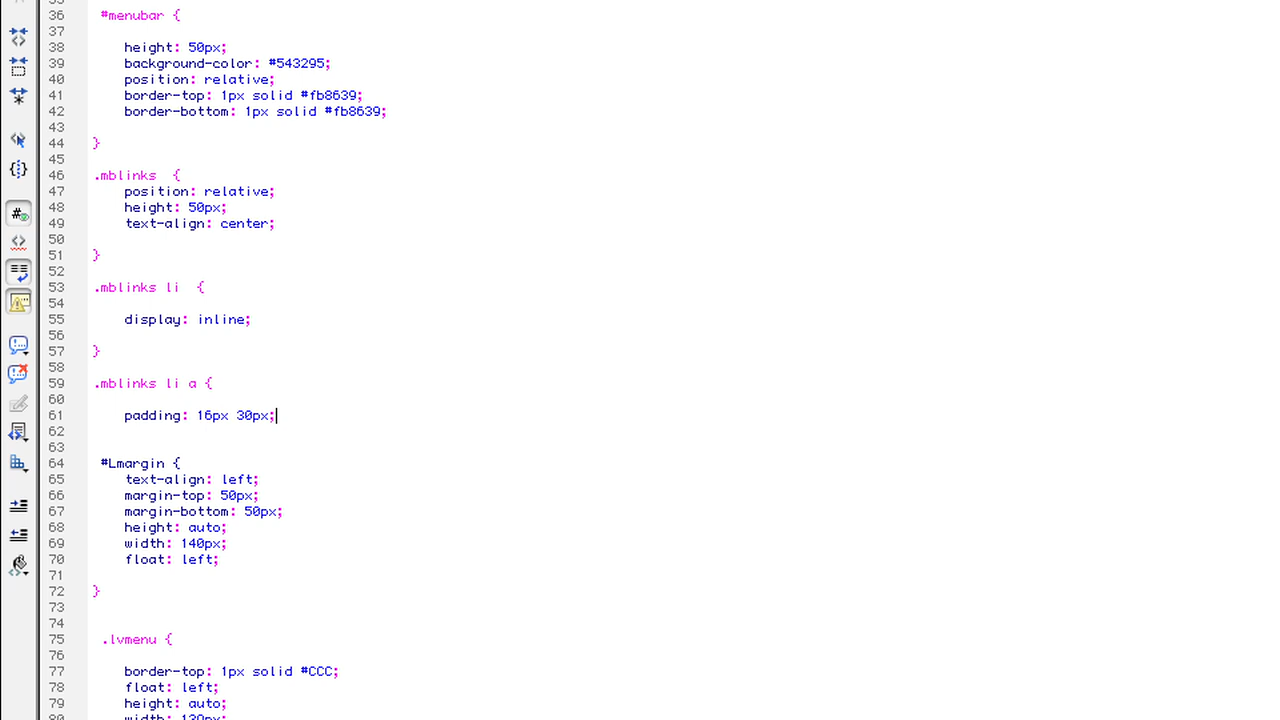 36 #menubar {
37
38 height: 50px;
39 background-color: #543295;
40 position: relative;
41 border-top: 1px solid #fb8639;
42 border-bottom: 1px solid #fb8639;
43
44 }
45
46 .mblinks {
47 position: relative;
48 height: 50px;
49 text-align: center;
50
51 }
52
53 .mblinks li {
54
55 display: inline;
56
57 }
58
59 .mblinks li a {
60
61 padding: 16px 30px;
62
63
64 #Lmargin {
65 text-align: left;
66 margin-top: 50px;
67 margin-bottom: 50px;
68 height: auto;
69 width: 140px;
70 float: left;
71
72 }
73
74
75 .lvmenu {
76
77 border-top: 1px solid #CCC;
78 float: left;
79 height: auto;
80 width: 130px;